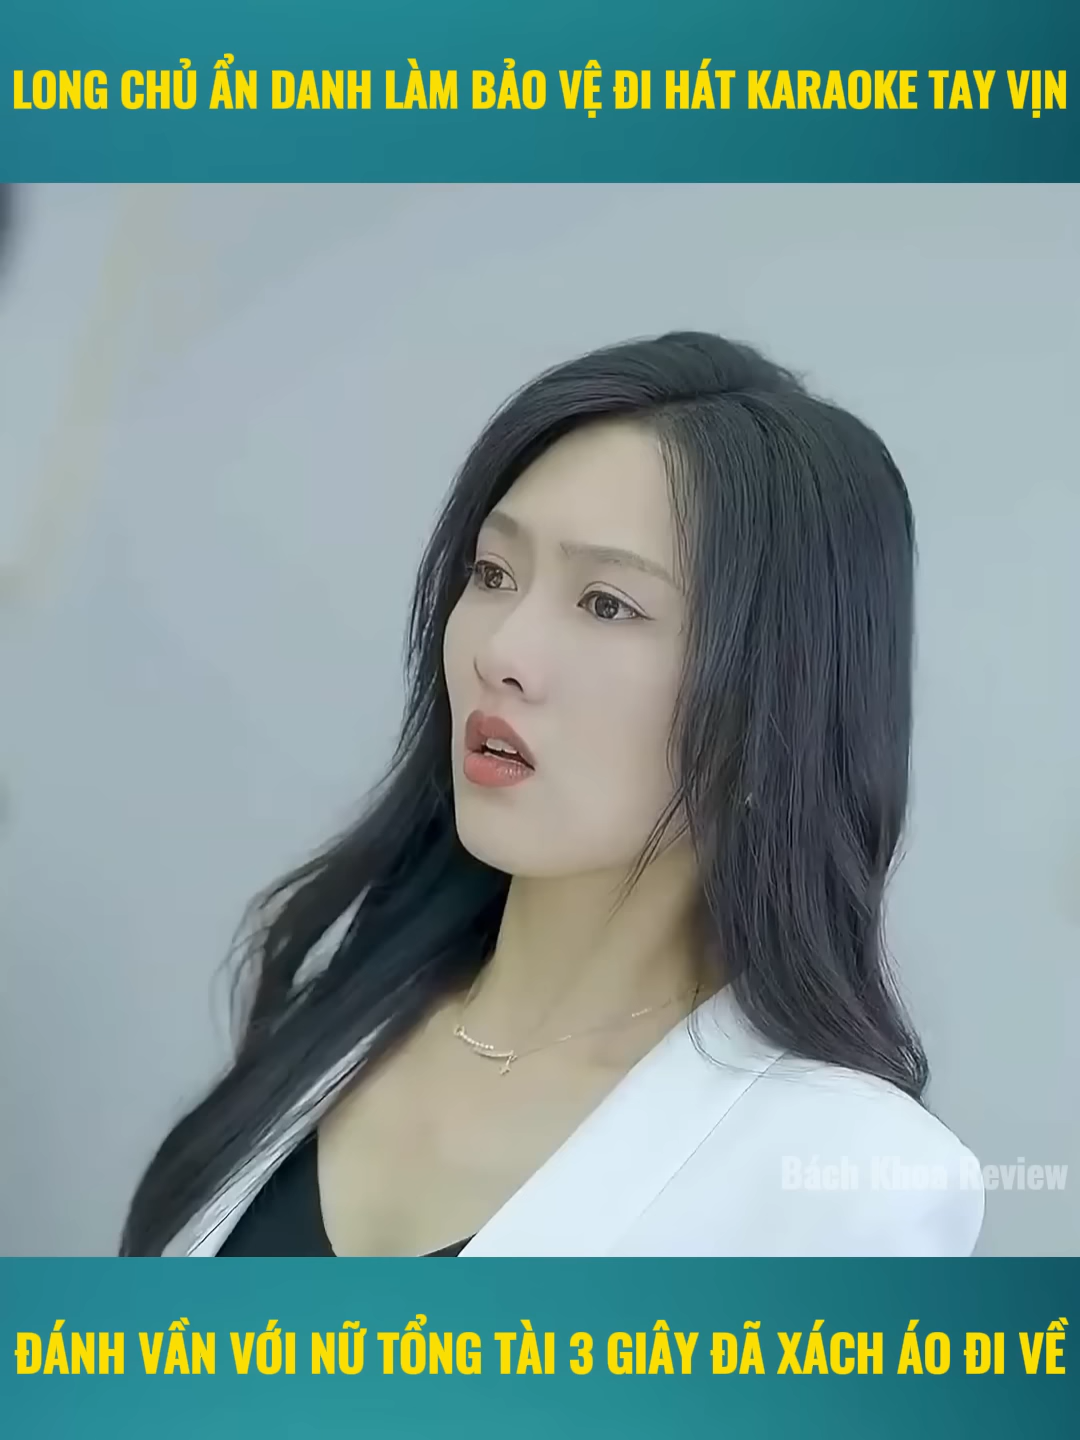 LONG CHỦ ẨN DANH LÀM BẢO VỆ ĐI HÁT KARAOKE TAY VỊN
Bách Khoa Review
ĐÁNH VẦN VỚI NỮ TỔNG TÀI 3 GIÂY ĐÃ XÁCH ÁO ĐI VỀ